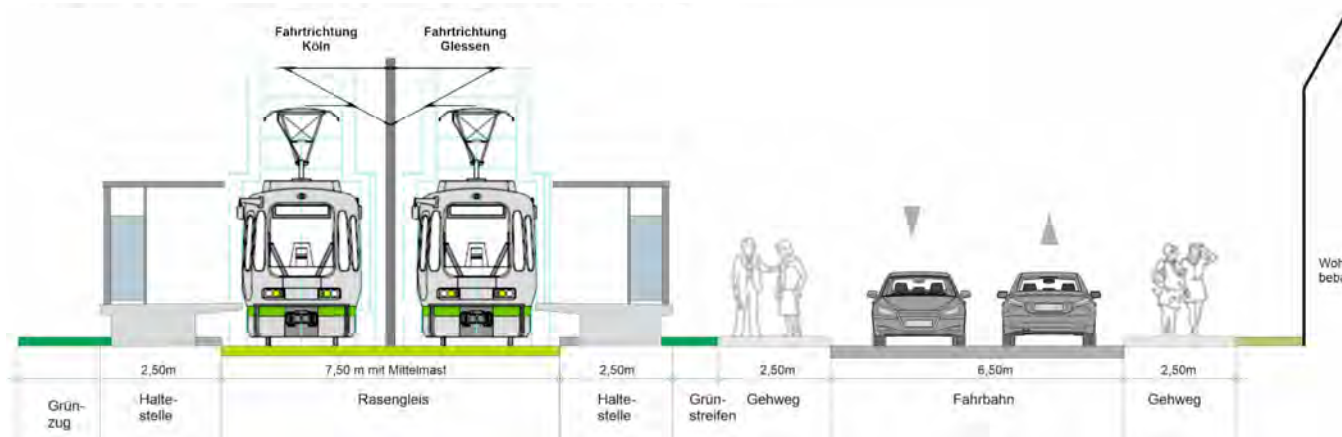 Fahrtrichtung
Köln
Fahrtrichtung
Glessen
2,50m
7,50 m mit Mittelmast
2,50m
2,50m
6,50m
2,50m
Grün-
zug
Halte-
stelle
Rasengleis
Halte-
stelle
Grün-
streifen
Gehweg
Fahrbahn
Gehweg